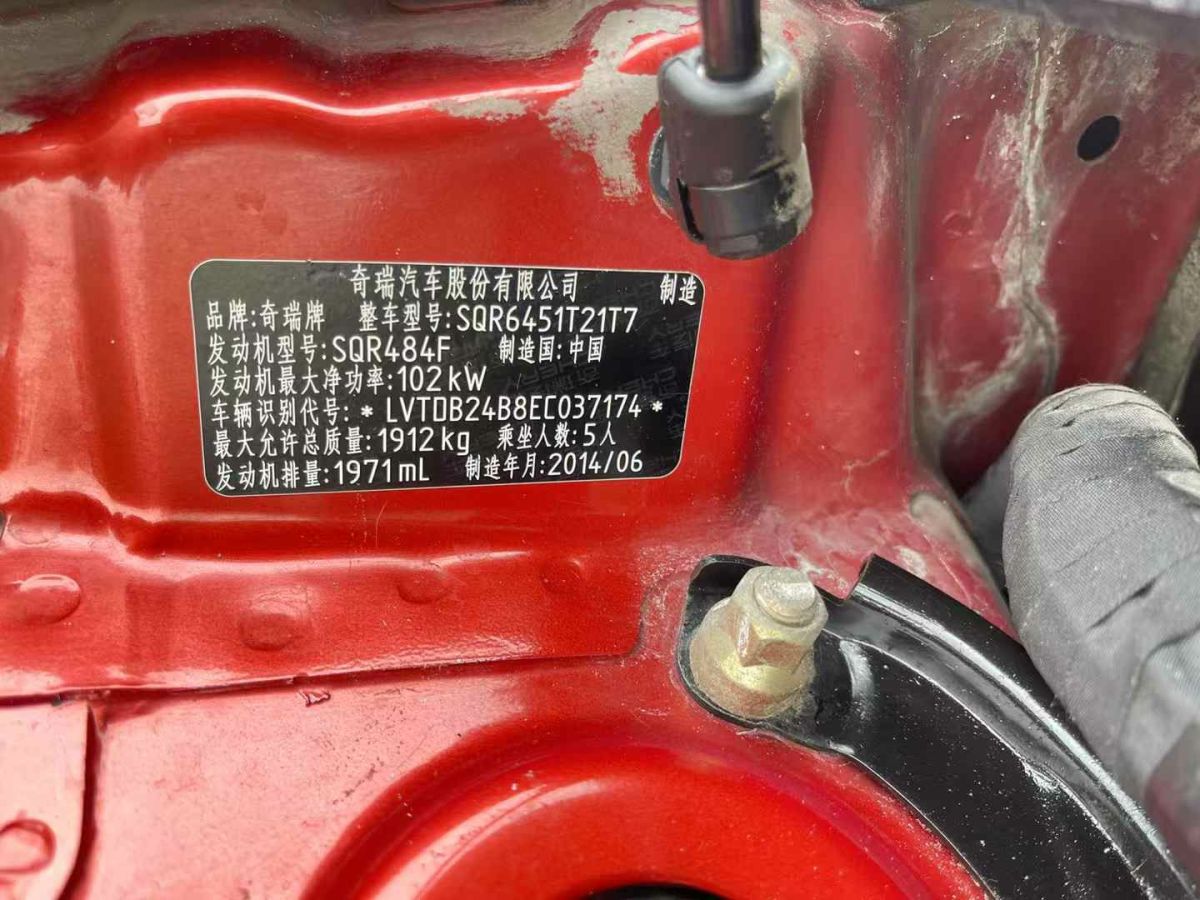 奇瑞汽车股份有限公司 制造
品牌:奇瑞牌 整车型号:SQR6451T21T7
发动机型号:SQR484F 制造国:中国
发动机最大净功率:102kW
车辆识别代号:*LVTDB24B8EC037174*
最大允许总质量:1912kg 乘坐人数:5人
发动机排量:1971mL 制造年月:2014/06